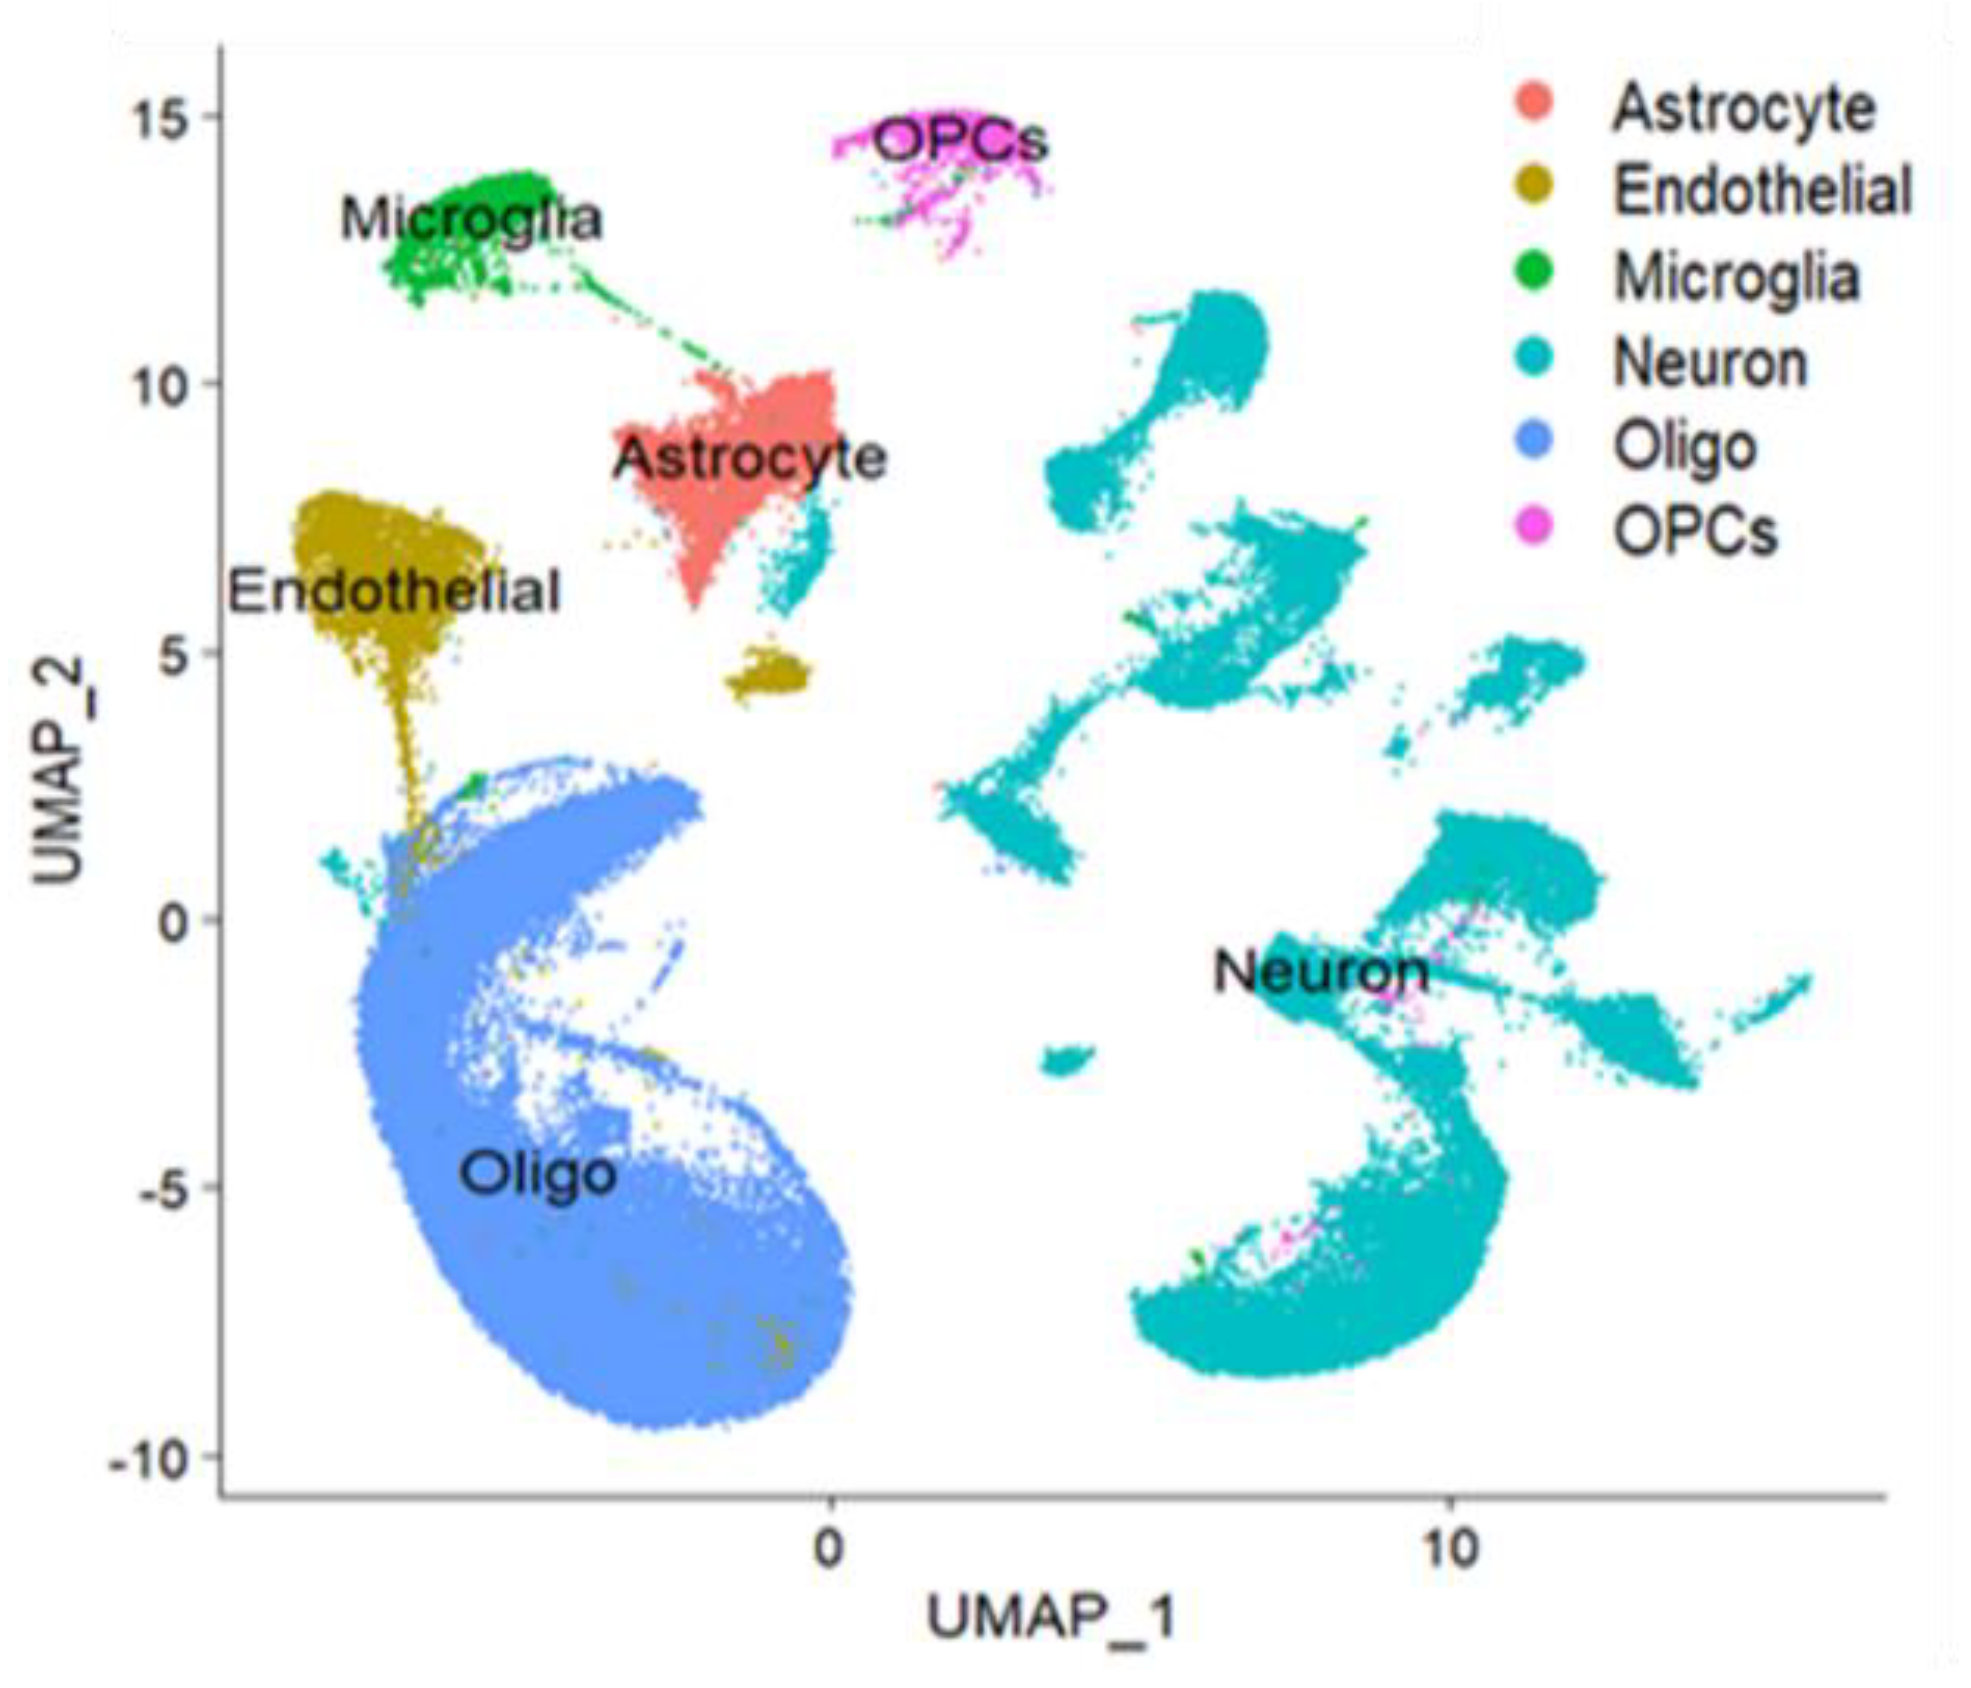 15
10
5
0
-5
-10
UMAP_2
0
10
UMAP_1
OPCs
Microglia
Astrocyte
Endothelial
Neuron
Oligo
Astrocyte
Endothelial
Microglia
Neuron
Oligo
OPCs